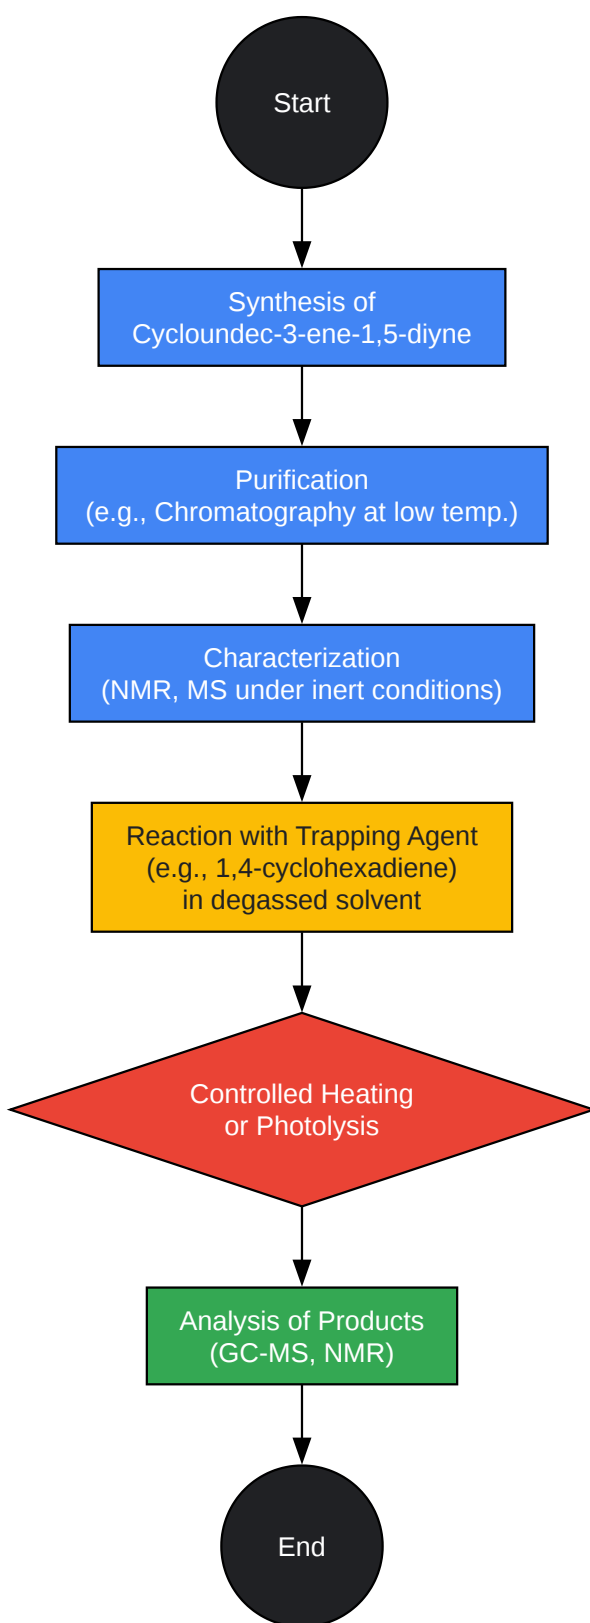 Start
Synthesis of
Cycloundec-3-ene-1,5-diyne
Purification
(e.g., Chromatography at low temp.)
Characterization
(NMR, MS under inert conditions)
Reaction with Trapping Agent
(e.g., 1,4-cyclohexadiene)
in degassed solvent
Controlled Heating
or Photolysis
Analysis of Products
(GC-MS, NMR)
End